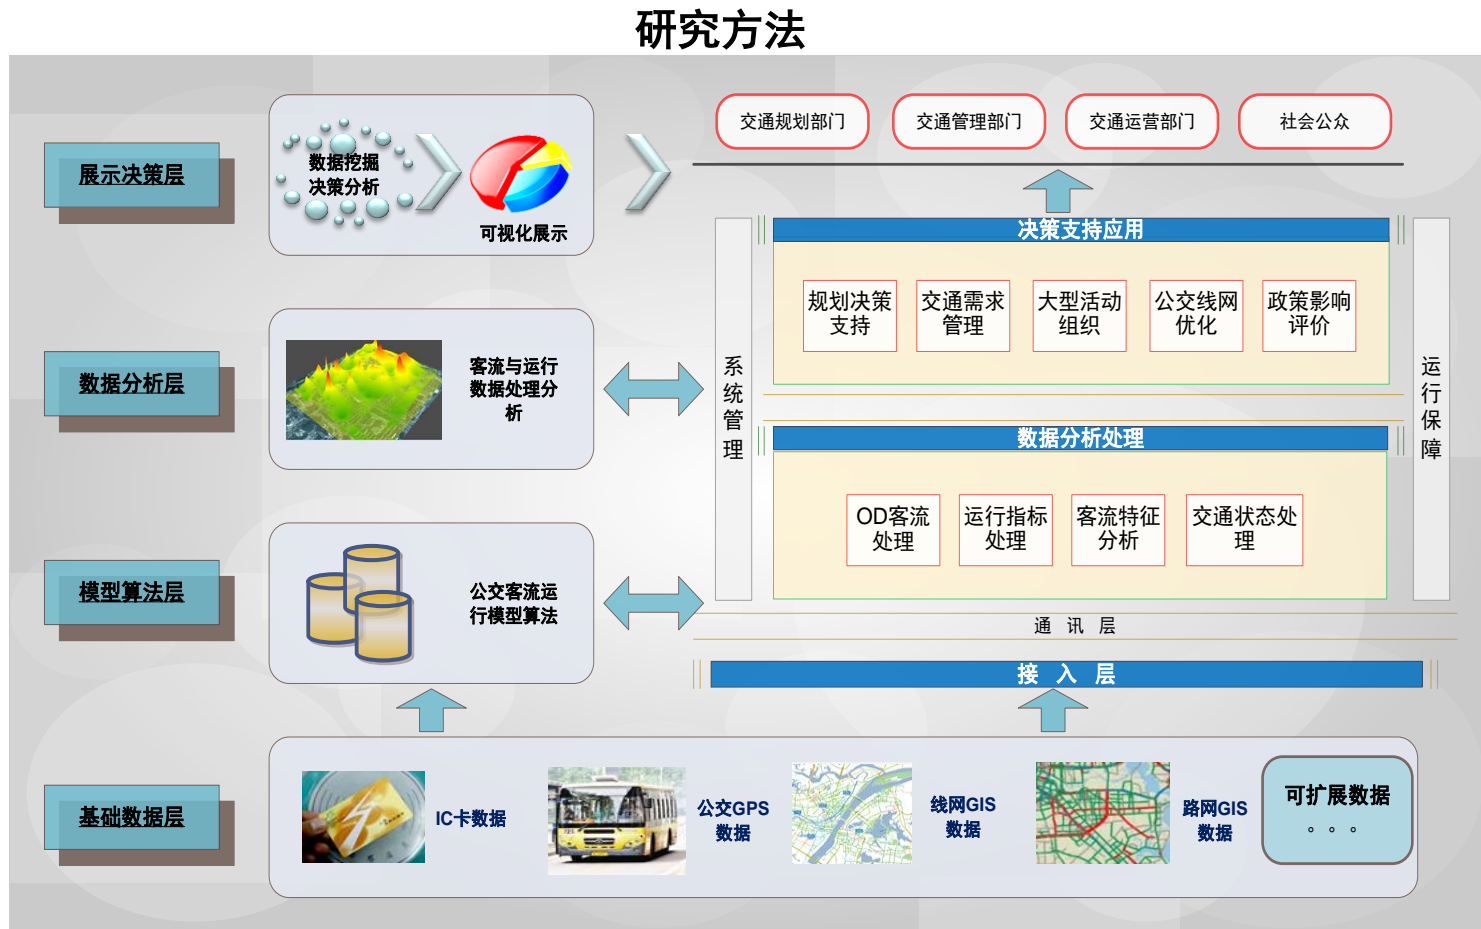 研究方法
展示决策层
数据挖掘
决策分析
可视化展示
交通规划部门
交通管理部门
交通运营部门
社会公众
决策支持应用
规划决策
支持
交通需求
管理
大型活动
组织
公交线网
优化
政策影响
评价
数据分析层
客流与运行
数据处理分
析
系
统
管
理
运
行
保
障
数据分析处理
OD客流
处理
运行指标
处理
客流特征
分析
交通状态处
理
模型算法层
公交客流运
行模型算法
通 讯 层
接 入 层
基础数据层
IC卡数据
公交GPS
数据
线网GIS
数据
路网GIS
数据
可扩展数据
。。。